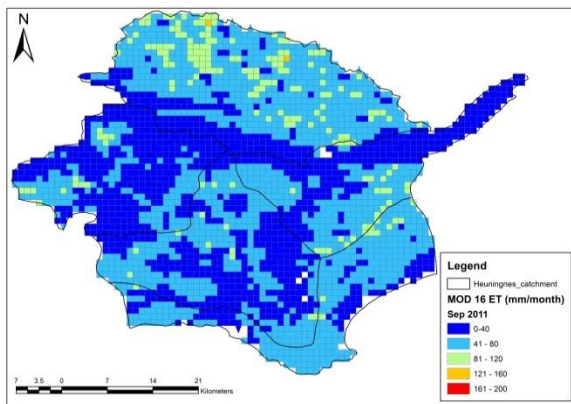 N
Legend
Heuningnes_catchment
MOD 16 ET (mm/month)
Sep 2011
0-40
41 - 80
81 - 120
121 - 160
161 - 200
7 3.5 0 7 14 21
Kilometers